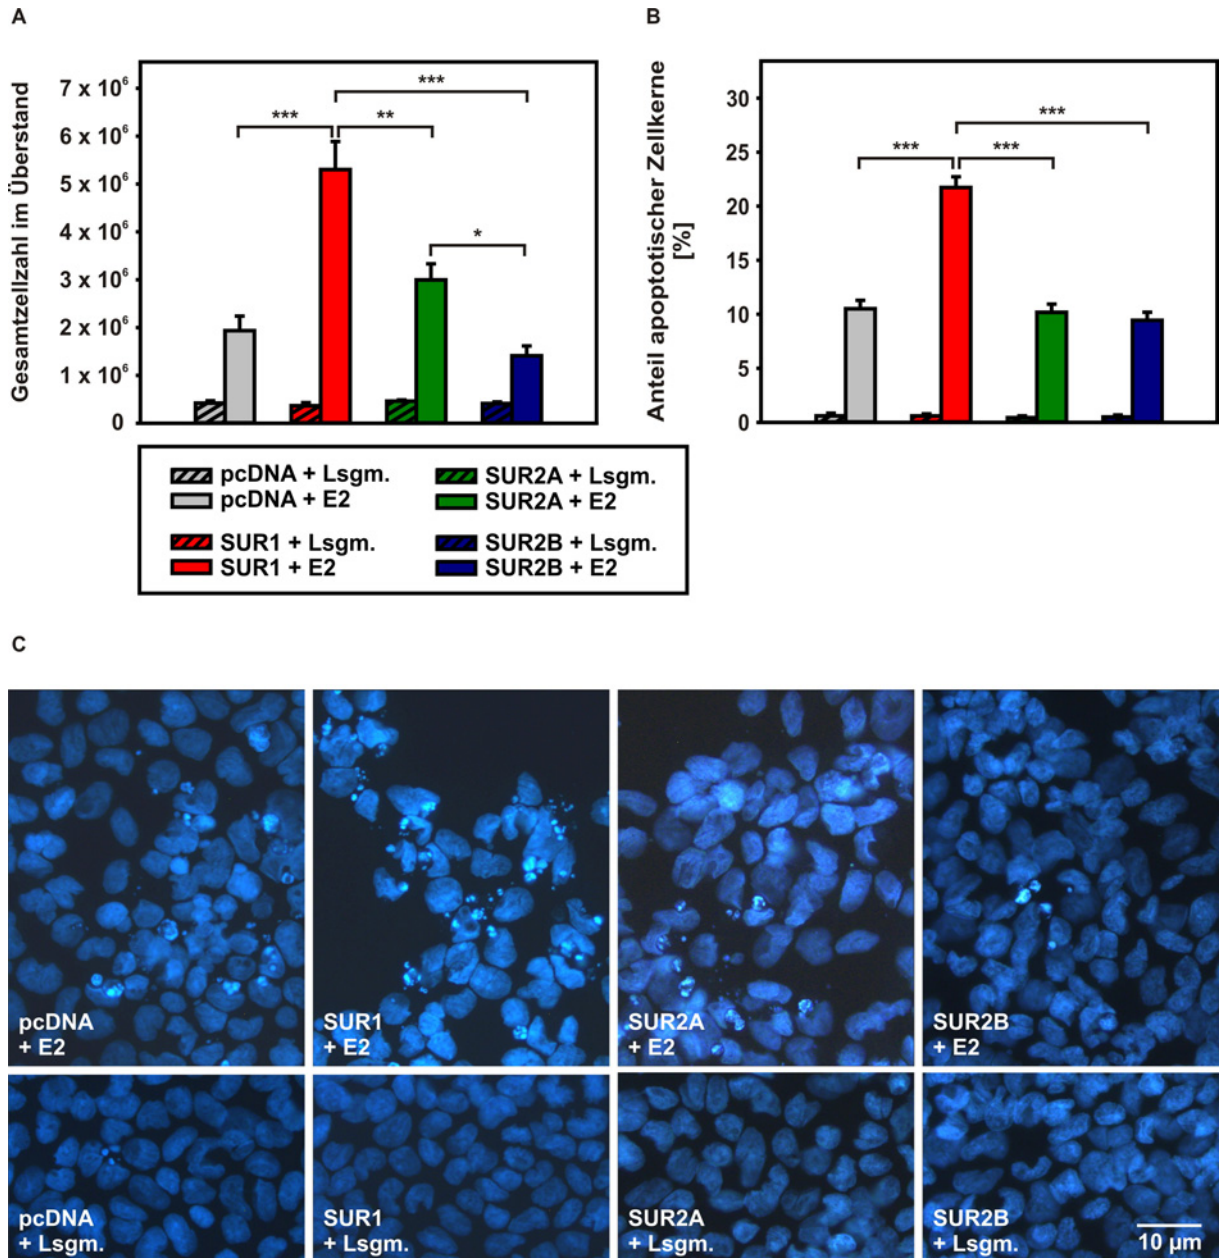 A
Gesamtzellzahl im Überstand
7 x 10⁶
6 x 10⁶
5 x 10⁶
4 x 10⁶
3 x 10⁶
2 x 10⁶
1 x 10⁶
0
***
***
**
*
B
Anteil apoptotischer Zellkerne
[%]
30
25
20
15
10
5
0
***
***
***
pcDNA + Lsgm.
pcDNA + E2
SUR1 + Lsgm.
SUR1 + E2
SUR2A + Lsgm.
SUR2A + E2
SUR2B + Lsgm.
SUR2B + E2
C
pcDNA
+ E2
SUR1
+ E2
SUR2A
+ E2
SUR2B
+ E2
pcDNA
+ Lsgm.
SUR1
+ Lsgm.
SUR2A
+ Lsgm.
SUR2B
+ Lsgm.
10 µm